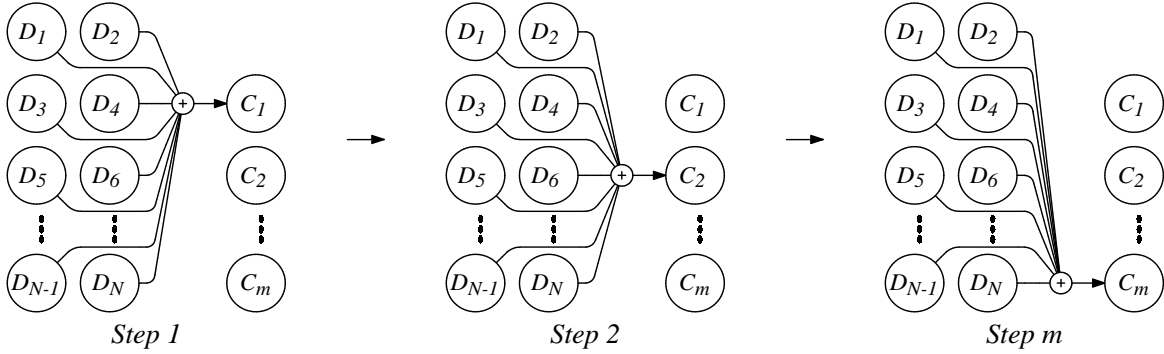 D1 D2 + C1
D3 D4
D5 D6 C2
DN-1 DN Cm
Step 1
D1 D2 C1
D3 D4
D5 D6 + C2
DN-1 DN Cm
Step 2
D1 D2 C1
D3 D4
D5 D6 C2
DN-1 DN + Cm
Step m